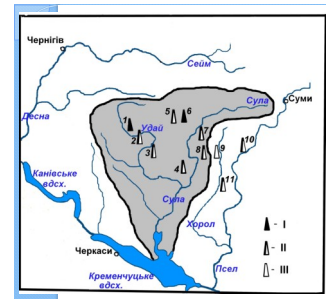 Чернігів
Сейм
Десна
Сула
Суми
5
6
1
2
Удай
7
3
8
9
10
4
11
Канівське
вдсх.
Сула
Хорол
Черкаси
Псел
Кременчуцьке
вдсх.
- I
- II
- III